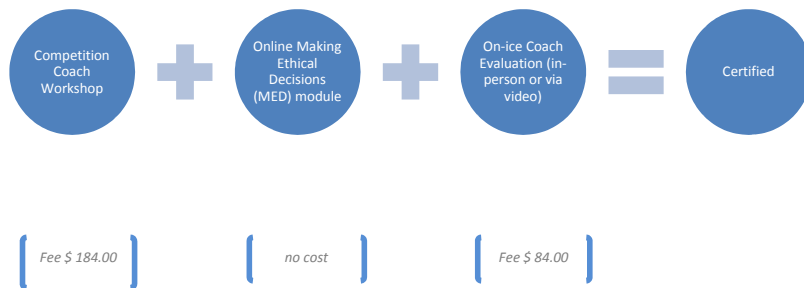 Competition
Coach
Workshop
Online Making
Ethical
Decisions
(MED) module
On-ice Coach
Evaluation (in-
person or via
video)
Certified
Fee $ 184.00
no cost
Fee $ 84.00